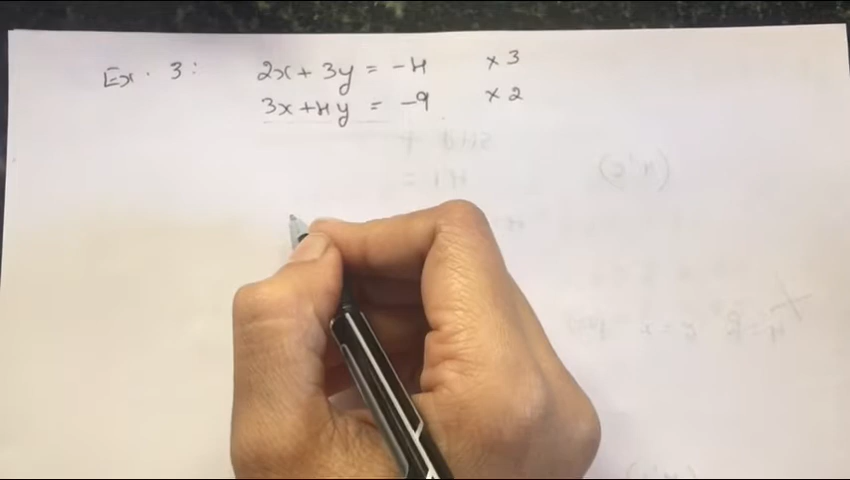 Ex. 3: 2x + 3y = -4 × 3
3x + 4y = -9 × 2